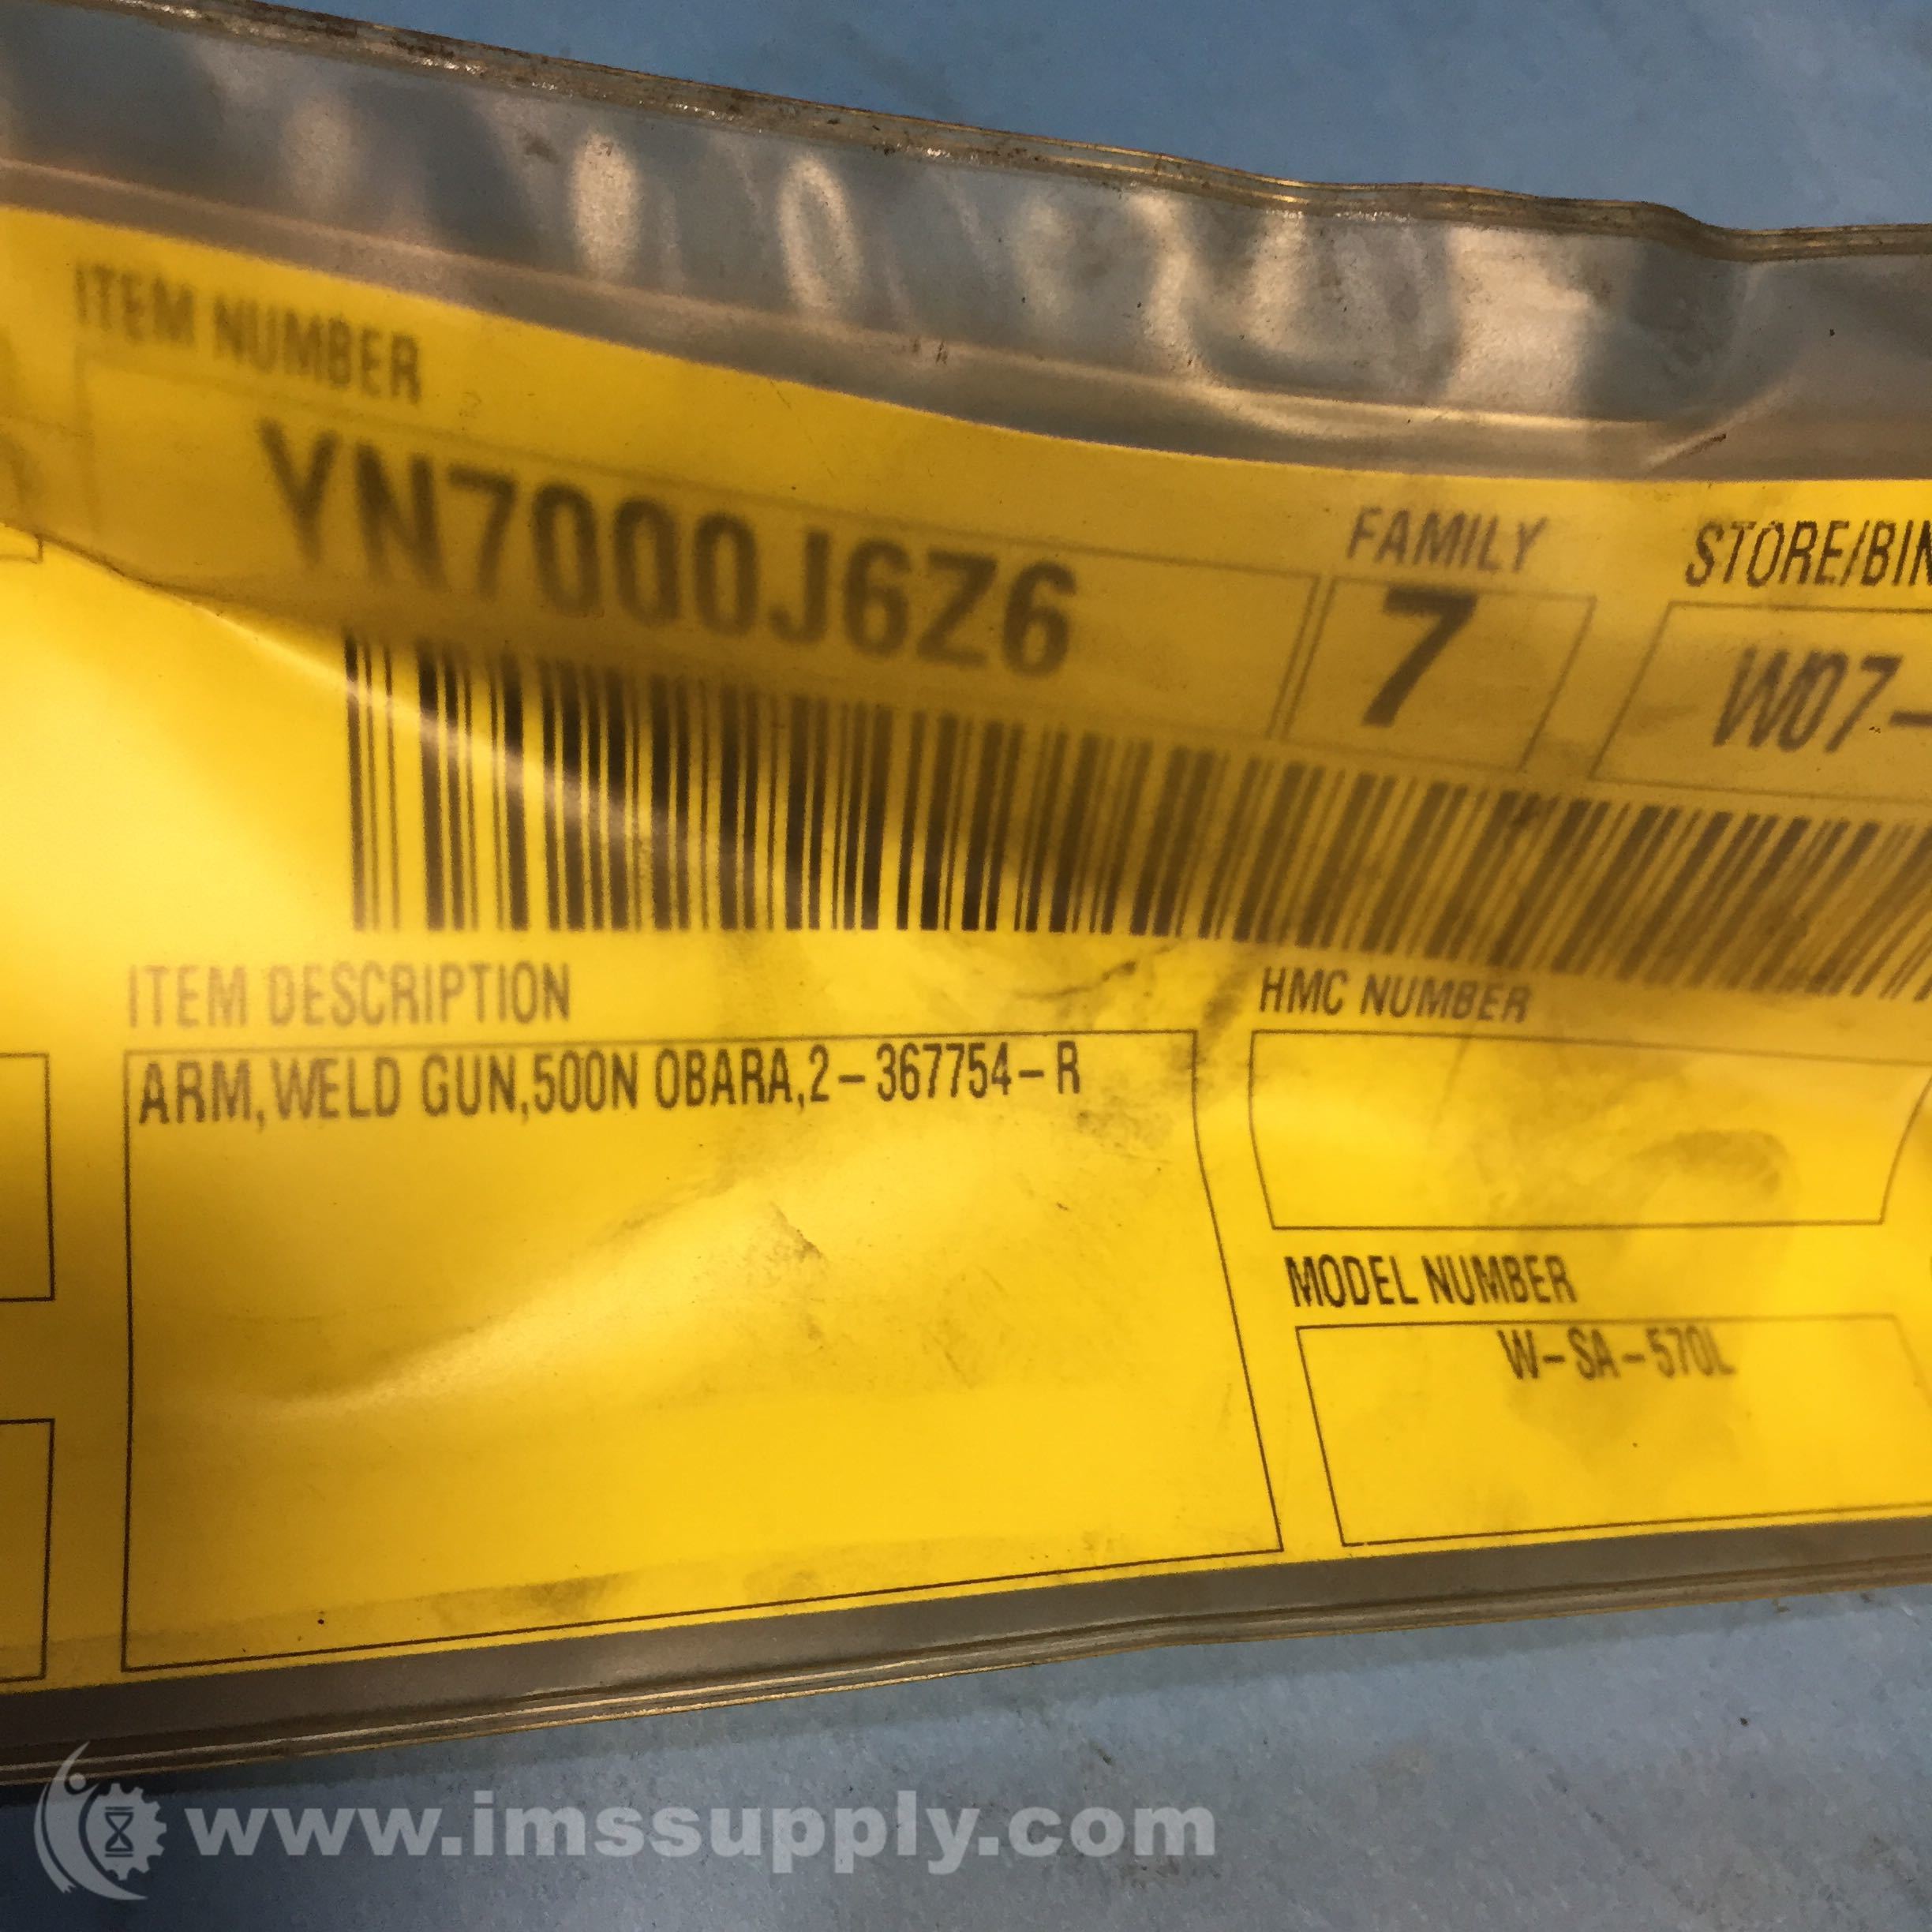 ITEM NUMBER
YN7000J6Z6
FAMILY
7
STORE/BIN
W07-
ITEM DESCRIPTION
ARM,WELD GUN,500N OBARA,2-367754-R
HMC NUMBER
MODEL NUMBER
W-SA-570L
www.imssupply.com